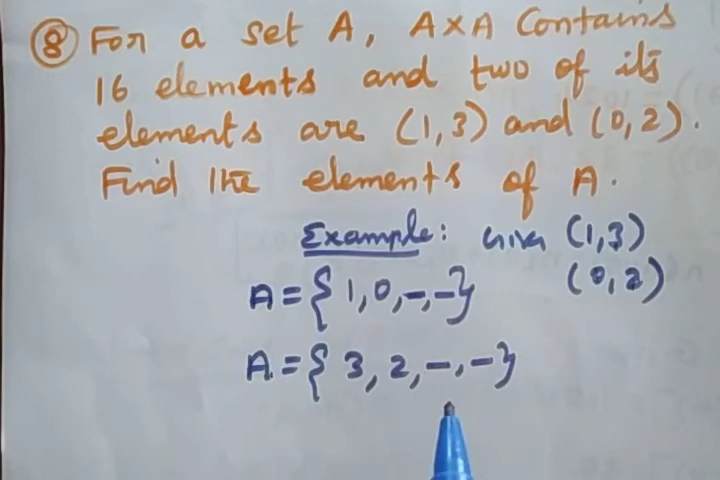 ⑧ For a set A, A×A Contains
16 elements and two of its
elements are (1,3) and (0,2).
Find the elements of A.
Example: Given (1,3)
(0,2)
A = { 1, 0, -, - }
A = { 3, 2, -, - }